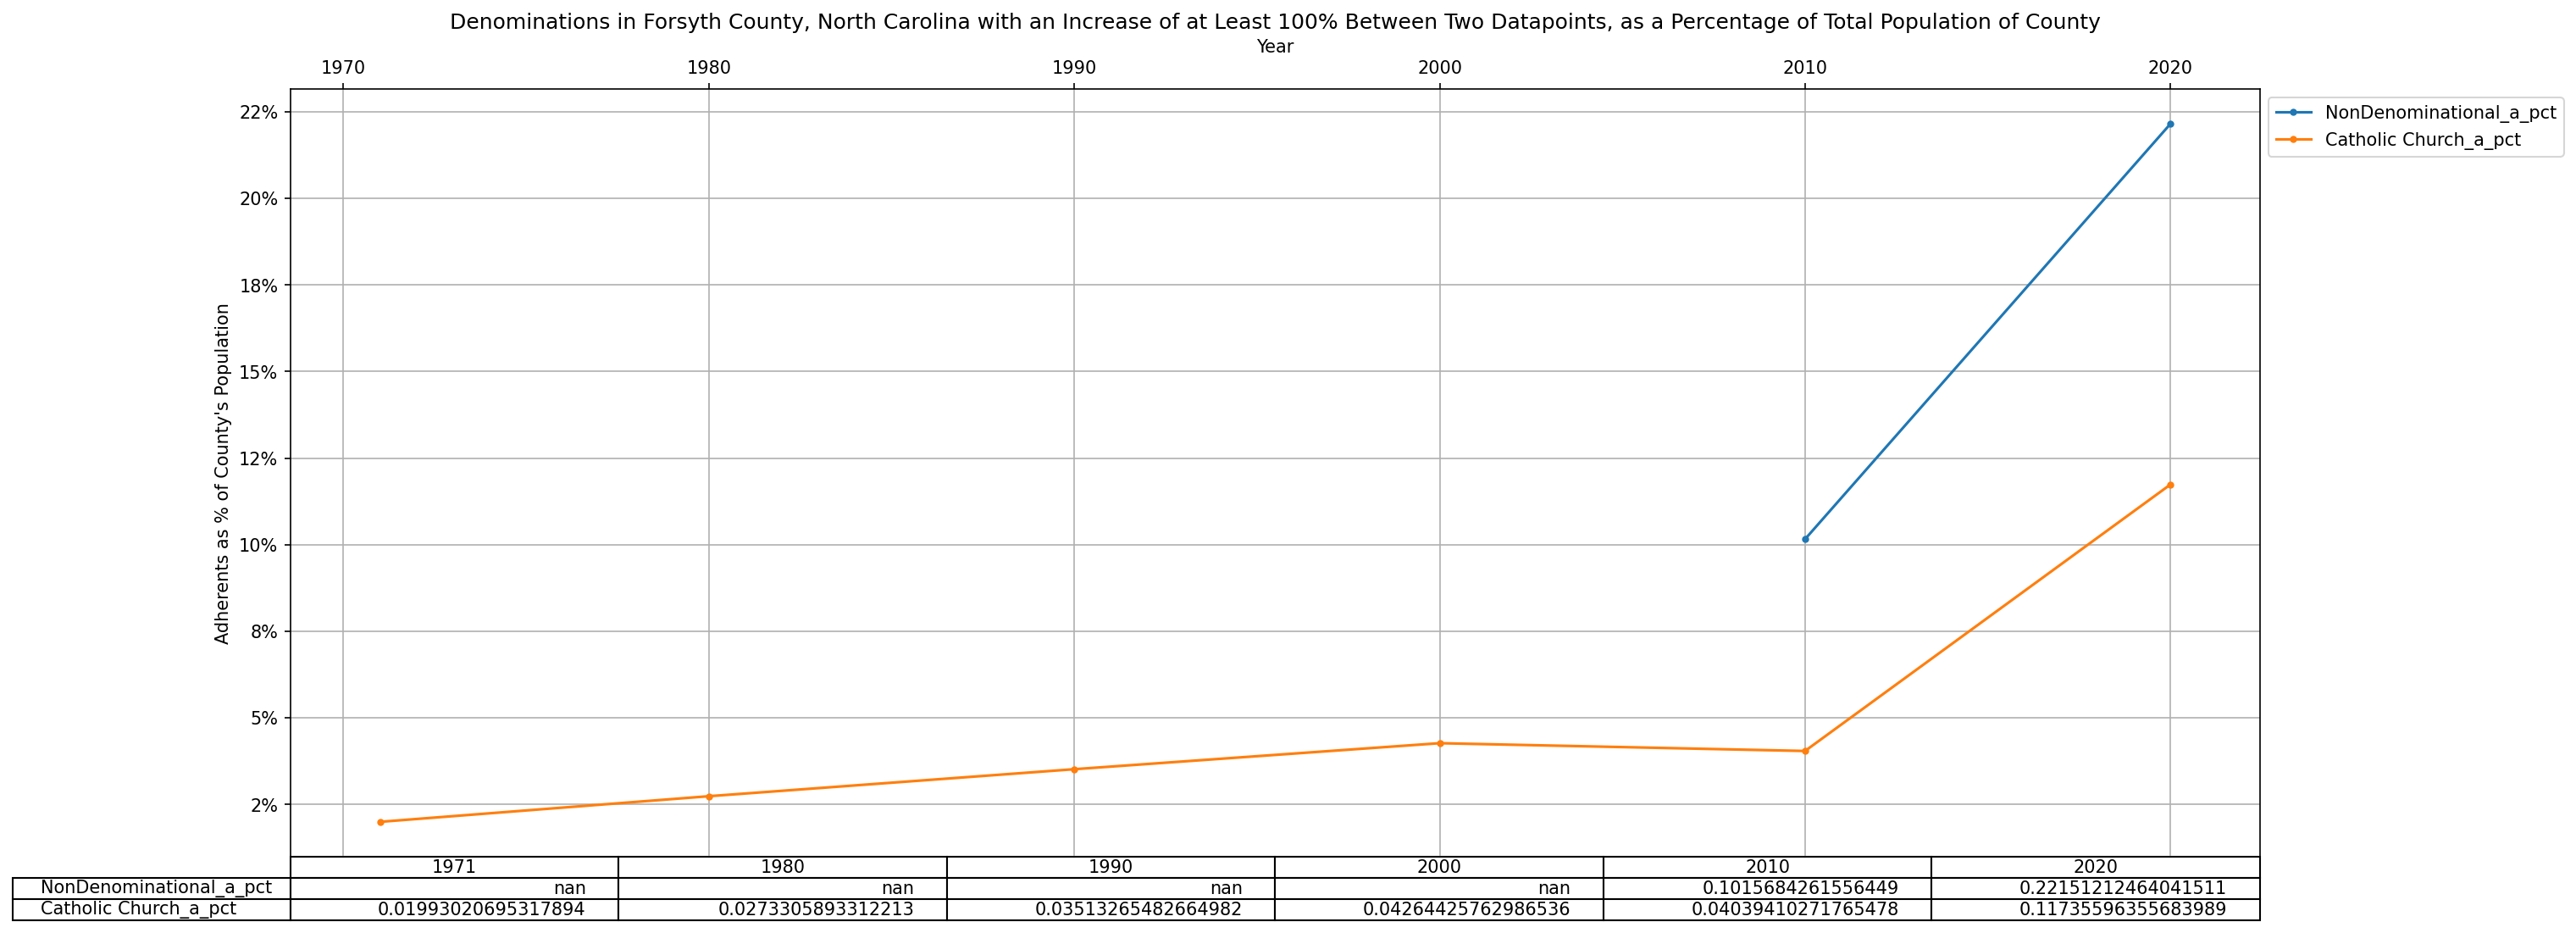 Denominations in Forsyth County, North Carolina with an Increase of at Least 100% Between Two Datapoints, as a Percentage of Total Population of County
Year
1970 1980 1990 2000 2010 2020
22%
20%
18%
15%
12%
10%
8%
5%
2%
Adherents as % of County's Population
NonDenominational_a_pct
Catholic Church_a_pct
1971 1980 1990 2000 2010 2020
NonDenominational_a_pct nan nan nan nan 0.1015684261556449 0.22151212464041511
Catholic Church_a_pct 0.01993020695317894 0.0273305893312213 0.03513265482664982 0.04264425762986536 0.04039410271765478 0.11735596355683989